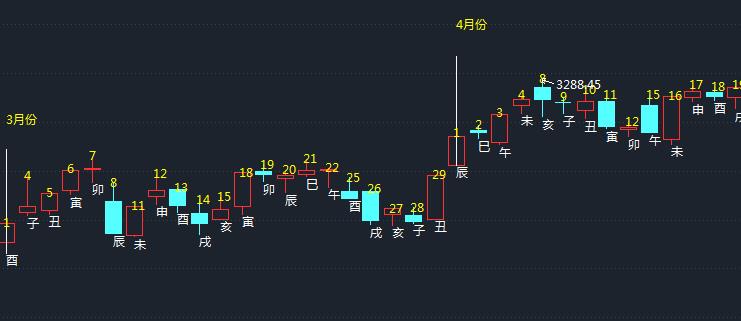 4月份
3288.45
3月份
1 4 5 6 7 8 11 12 13 14 15 18 19 20 21 22 25 26 27 28 29 1 2 3 4 8 9 10 11 12 15 16 17 18 19
酉 子 丑 寅 卯 辰 未 申 酉 戌 亥 寅 卯 辰 巳 午 未 戌 亥 子 丑 辰 巳 午 未 亥 子 丑 寅 卯 午 未 申 酉 戌